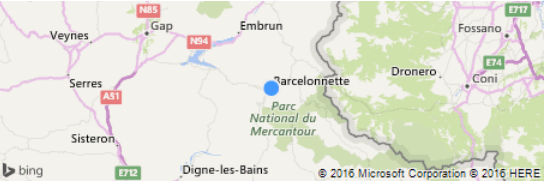 N85
Embrun
E717
Gap
Veynes
Fossano
N94
E74
Serres
Barcelonnette
Dronero
Coni
A51
Parc
National du
Mercantour
Sisteron
bing
E712
Digne-les-Bains
© 2016 Microsoft Corporation © 2016 HERE